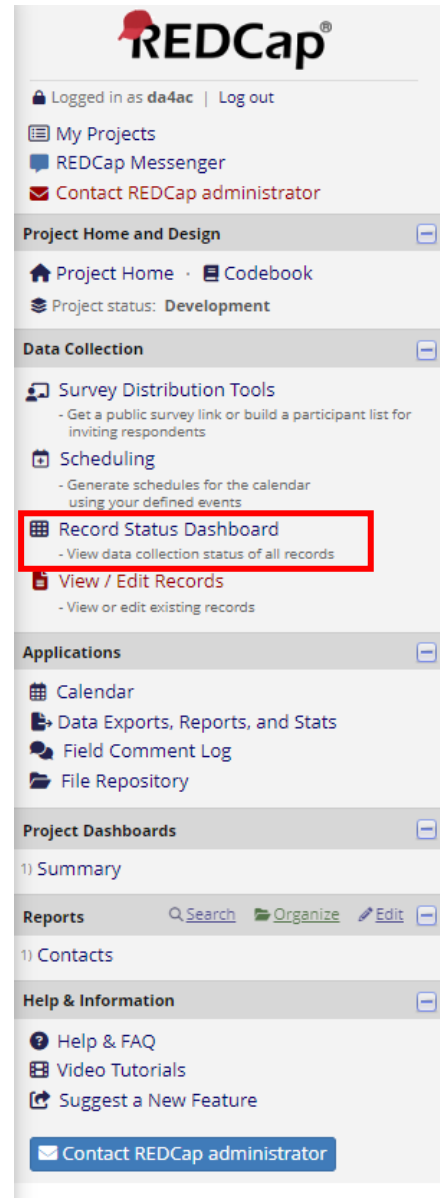 REDCap®
Logged in as da4ac | Log out
My Projects
REDCap Messenger
Contact REDCap administrator
Project Home and Design
Project Home · Codebook
Project status: Development
Data Collection
Survey Distribution Tools
- Get a public survey link or build a participant list for
inviting respondents
Scheduling
- Generate schedules for the calendar
using your defined events
Record Status Dashboard
- View data collection status of all records
View / Edit Records
- View or edit existing records
Applications
Calendar
Data Exports, Reports, and Stats
Field Comment Log
File Repository
Project Dashboards
1) Summary
Reports Search Organize Edit
1) Contacts
Help & Information
Help & FAQ
Video Tutorials
Suggest a New Feature
Contact REDCap administrator